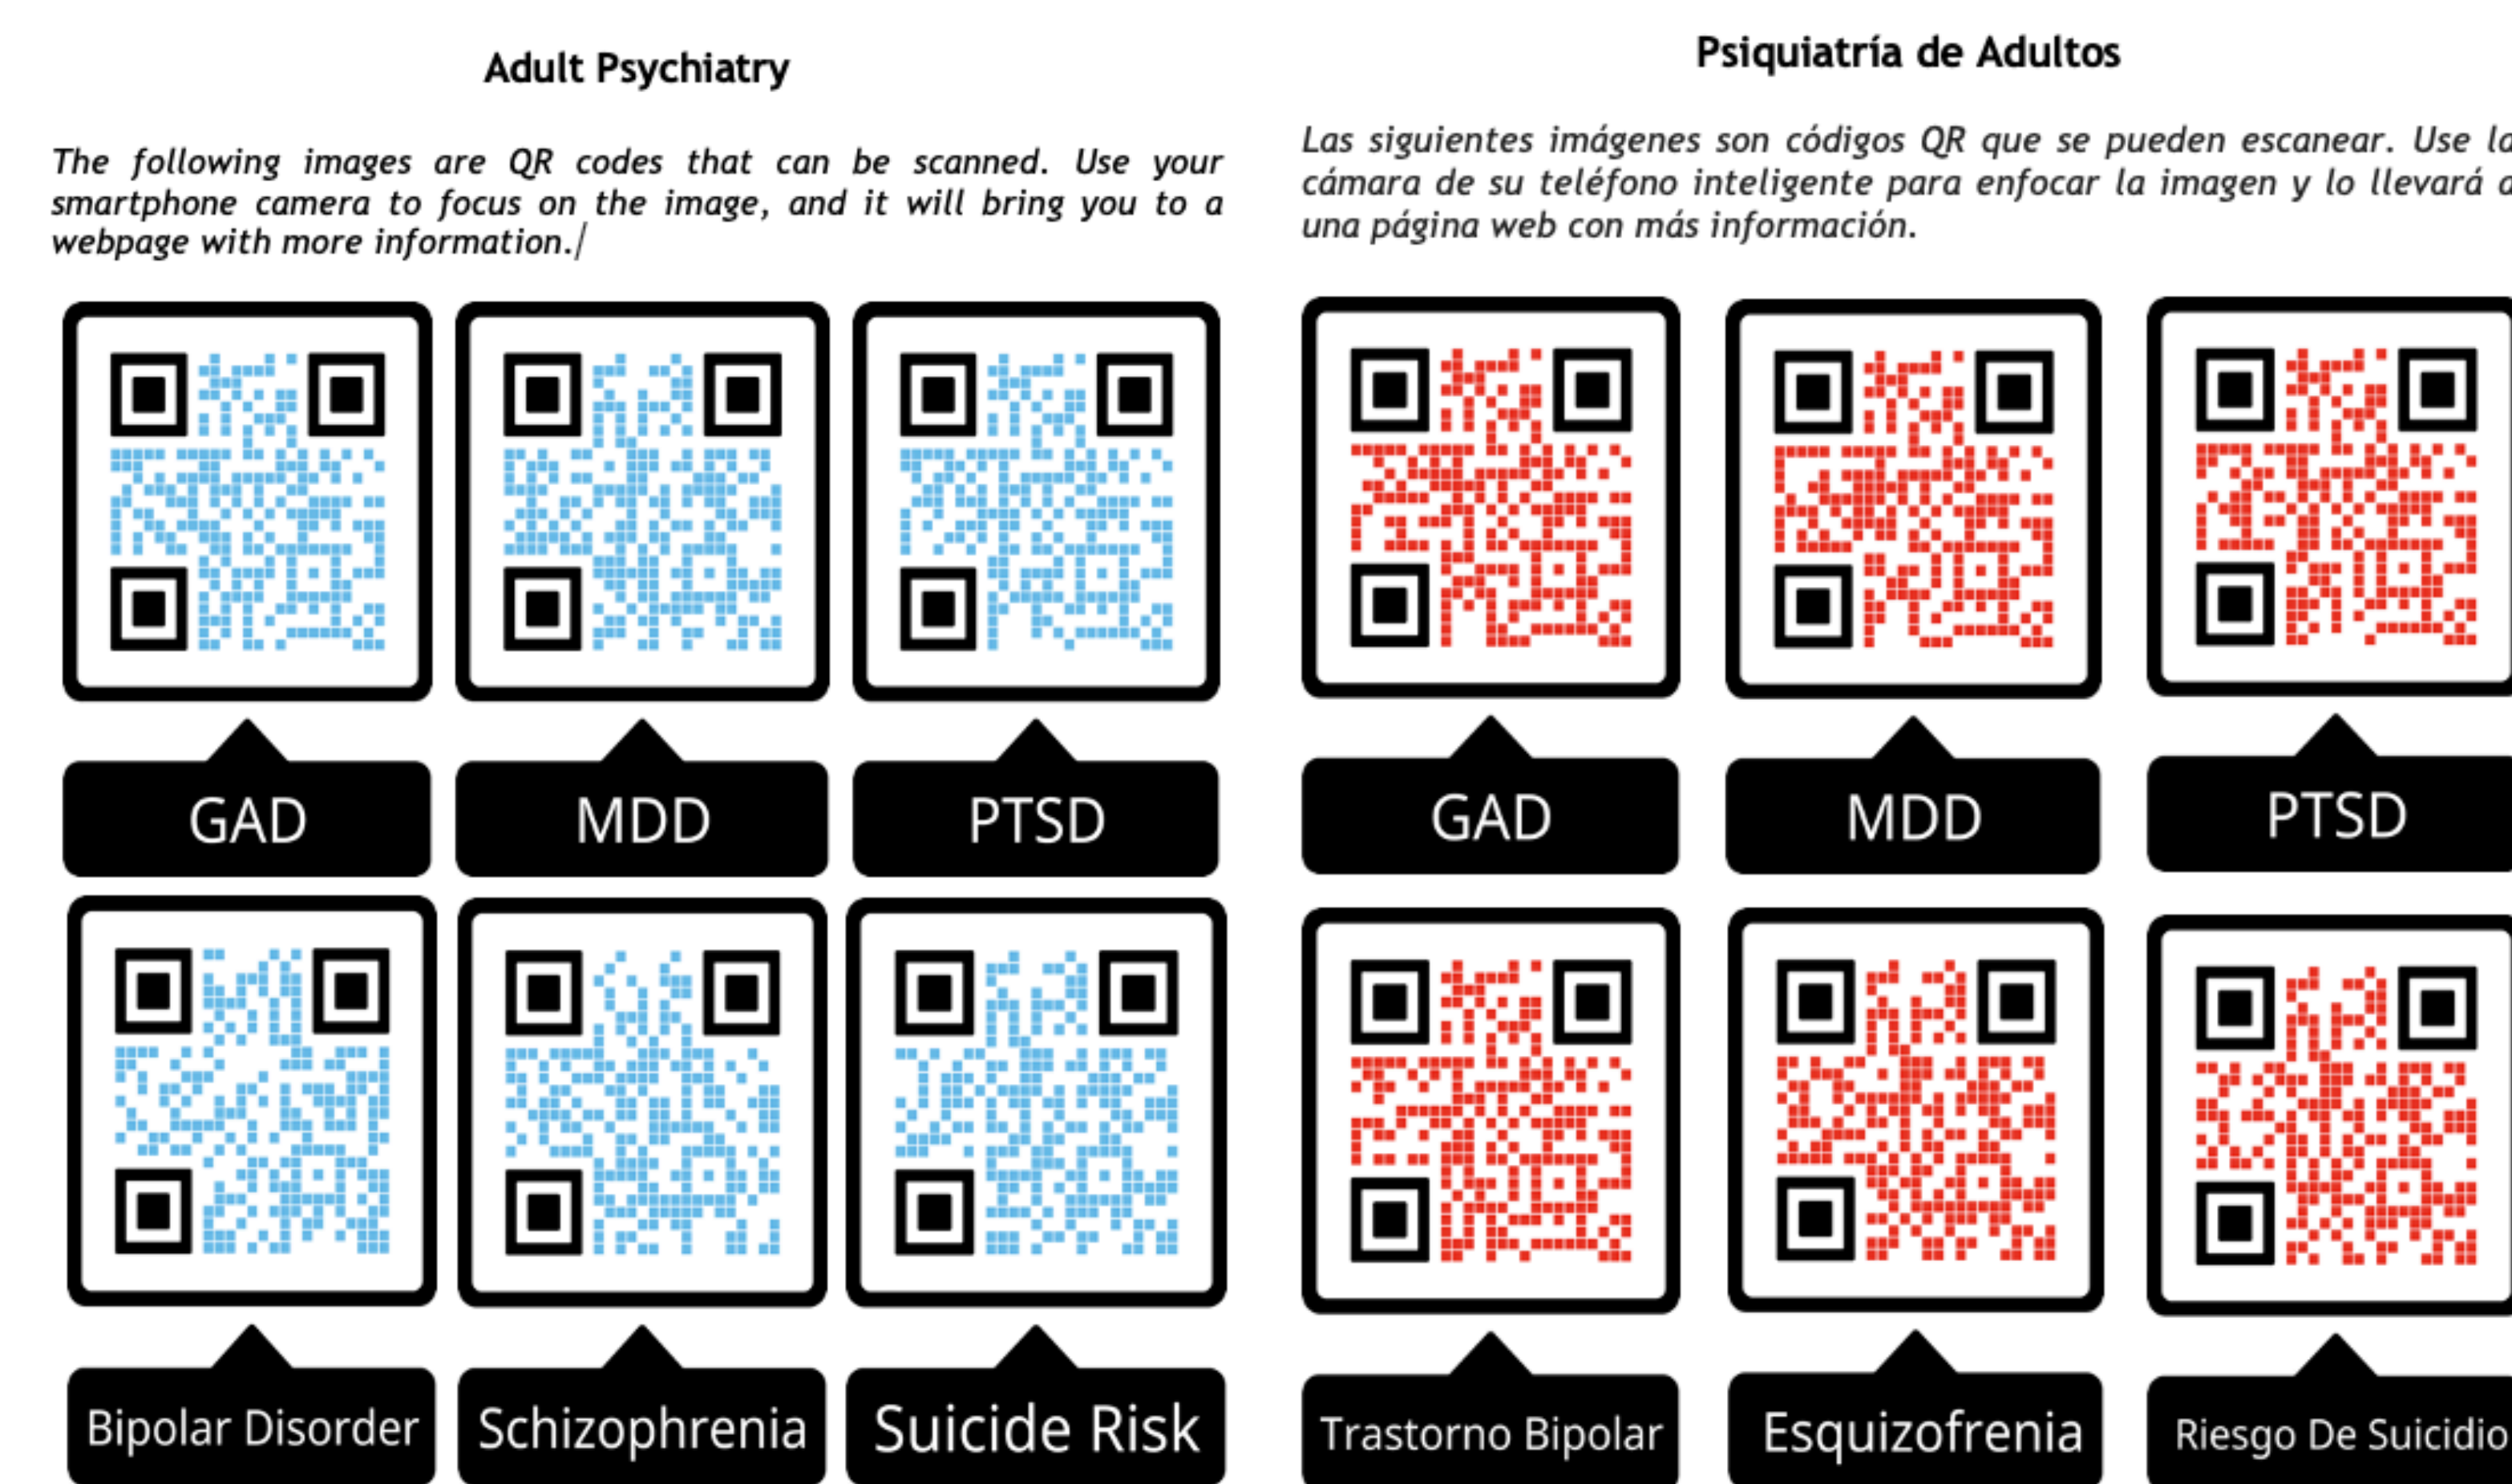 Adult Psychiatry
The following images are QR codes that can be scanned. Use your
smartphone camera to focus on the image, and it will bring you to a
webpage with more information.
GAD
MDD
PTSD
Bipolar Disorder
Schizophrenia
Suicide Risk
Psiquiatría de Adultos
Las siguientes imágenes son códigos QR que se pueden escanear. Use la
cámara de su teléfono inteligente para enfocar la imagen y lo llevará a
una página web con más información.
GAD
MDD
PTSD
Trastorno Bipolar
Esquizofrenia
Riesgo De Suicidio